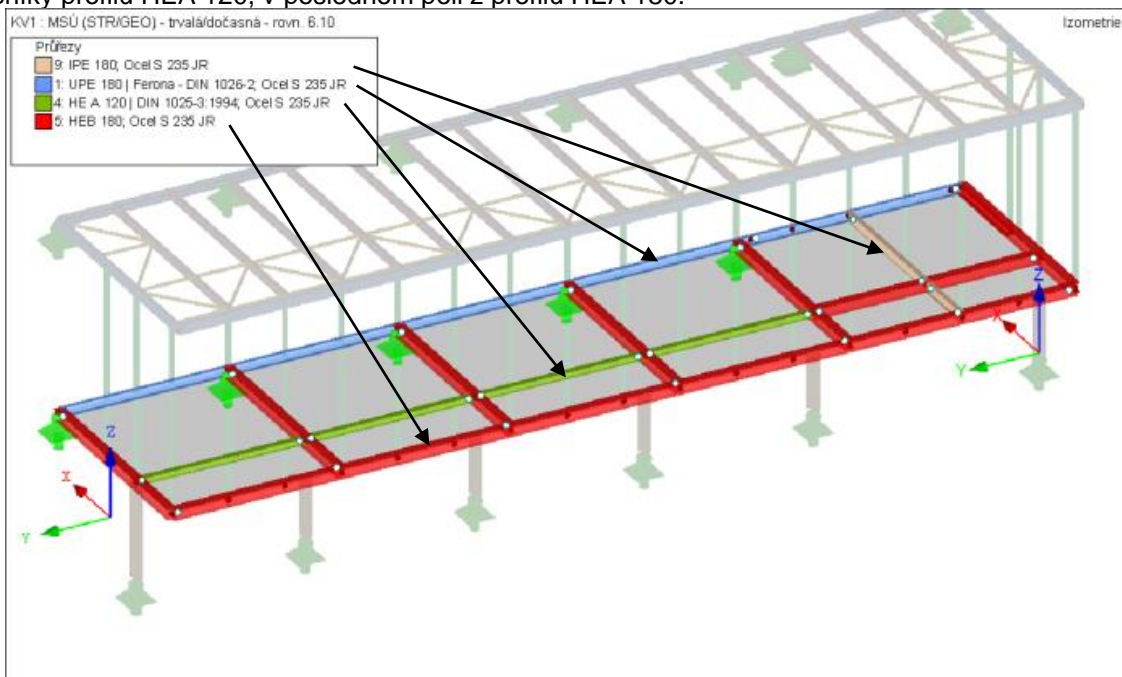 níky profilu HEA 120, v posledním poli z profilu HEA 180.
KV1 : MSÚ (STR/GEO) - trvalá/dočasná - rovn. 6.10
Izometrie
Průřezy
9: IPE 180; Ocel S 235 JR
1: UPE 180 | Ferona - DIN 1026-2; Ocel S 235 JR
4: HE A 120 | DIN 1025-3:1994; Ocel S 235 JR
5: HEB 180; Ocel S 235 JR
Z
X
Y
Z
X
Y